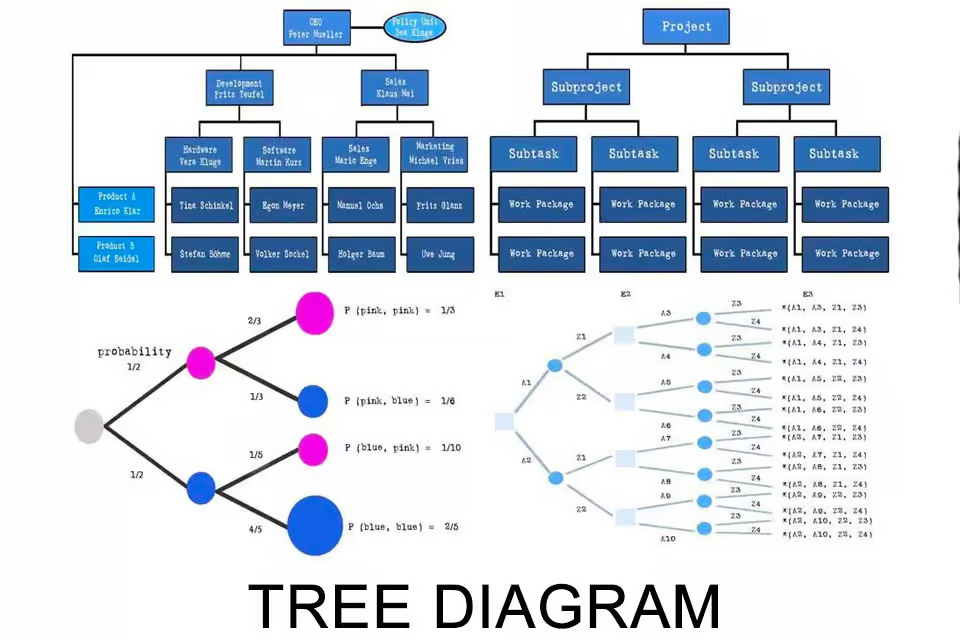 CEO
Peter Mueller
Policy Unit
Bea Kluge
Development
Fritz Teufel
Sales
Klaus Mai
Hardware
Vera Kluge
Software
Martin Kurz
Sales
Marie Enge
Marketing
Michael Vries
Product A
Enrico Klar
Tina Schinkel
Egon Meyer
Manuel Ochs
Fritz Glanz
Product B
Olaf Seidel
Stefan Böhme
Volker Sockel
Holger Baum
Uwe Jung
Project
Subproject
Subproject
Subtask
Subtask
Subtask
Subtask
Work Package
Work Package
Work Package
Work Package
Work Package
Work Package
Work Package
Work Package
probability
1/2
1/2
2/3
1/3
1/5
4/5
P (pink, pink) = 1/3
P (pink, blue) = 1/6
P (blue, pink) = 1/10
P (blue, blue) = 2/5
E1
E2
E3
A1
A2
Z1
Z2
Z1
Z2
A3
A4
A5
A6
A7
A8
A9
A10
Z3
Z4
Z3
Z4
Z3
Z4
Z3
Z4
Z3
Z4
Z3
Z4
Z3
Z4
Z3
Z4
*(A1, A3, Z1, Z3)
*(A1, A3, Z1, Z4)
*(A1, A4, Z1, Z3)
*(A1, A4, Z1, Z4)
*(A1, A5, Z2, Z3)
*(A1, A5, Z2, Z4)
*(A1, A6, Z2, Z3)
*(A1, A6, Z2, Z4)
*(A2, A7, Z1, Z3)
*(A2, A7, Z1, Z4)
*(A2, A8, Z1, Z3)
*(A2, A8, Z1, Z4)
*(A2, A9, Z2, Z3)
*(A2, A9, Z2, Z4)
*(A2, A10, Z2, Z3)
*(A2, A10, Z2, Z4)
TREE DIAGRAM